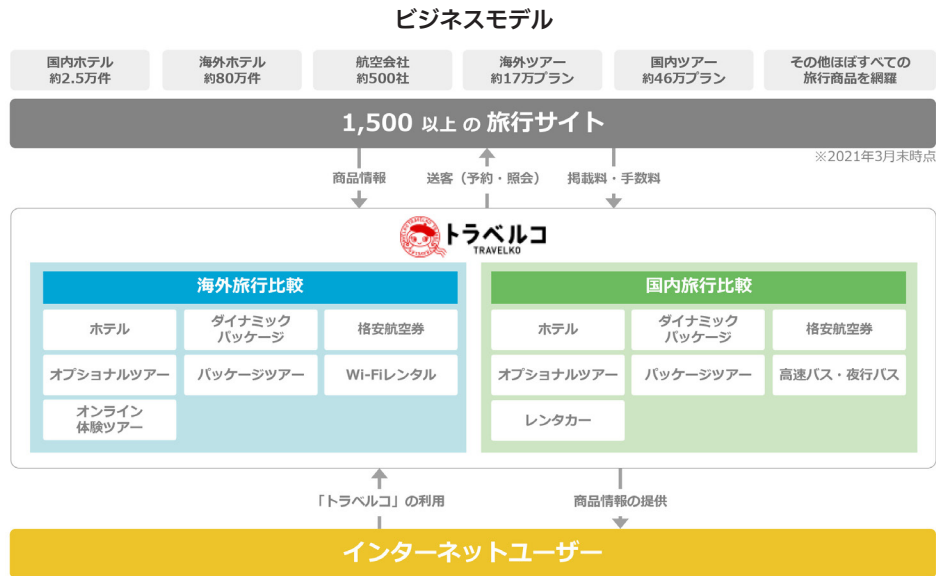 ビジネスモデル
国内ホテル
約2.5万件
海外ホテル
約80万件
航空会社
約500社
海外ツアー
約17万プラン
国内ツアー
約46万プラン
その他ほぼすべての
旅行商品を網羅
1,500 以上 の 旅行サイト
※2021年3月末時点
商品情報
送客（予約・照会）
掲載料・手数料
トラベルコ
TRAVELKO
海外旅行比較
ホテル
ダイナミック
パッケージ
格安航空券
オプショナルツアー
パッケージツアー
Wi-Fiレンタル
オンライン
体験ツアー
国内旅行比較
ホテル
ダイナミック
パッケージ
格安航空券
オプショナルツアー
パッケージツアー
高速バス・夜行バス
レンタカー
「トラベルコ」の利用
商品情報の提供
インターネットユーザー